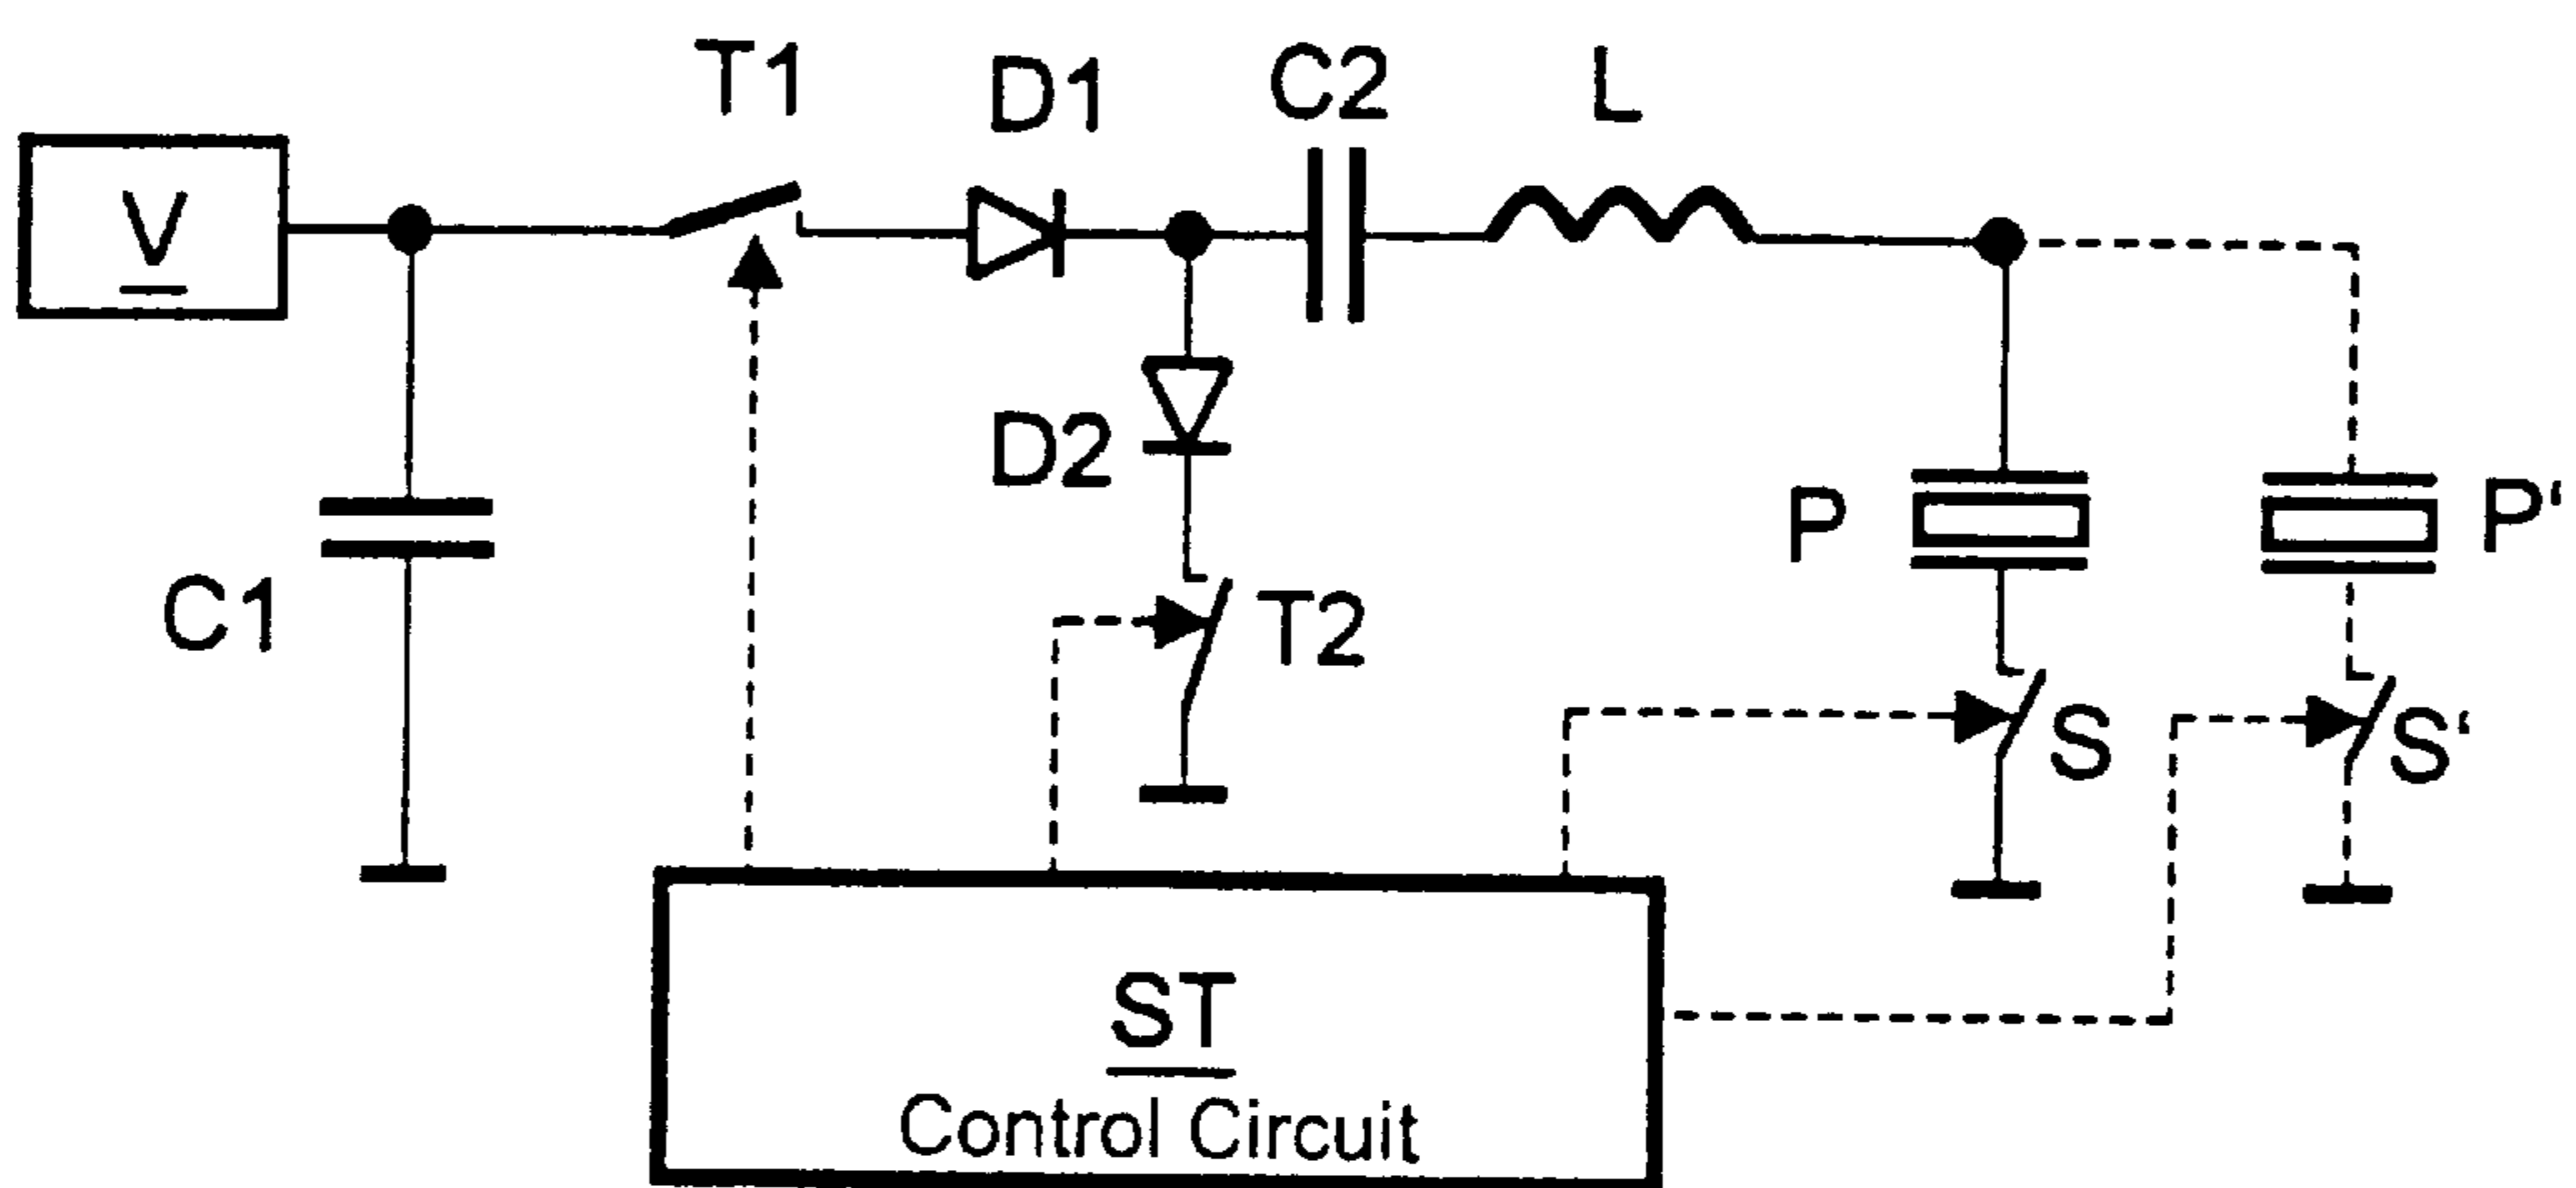 T1
D1
C2
L
V
D2
P
P‘
C1
T2
S
S‘
ST
Control Circuit